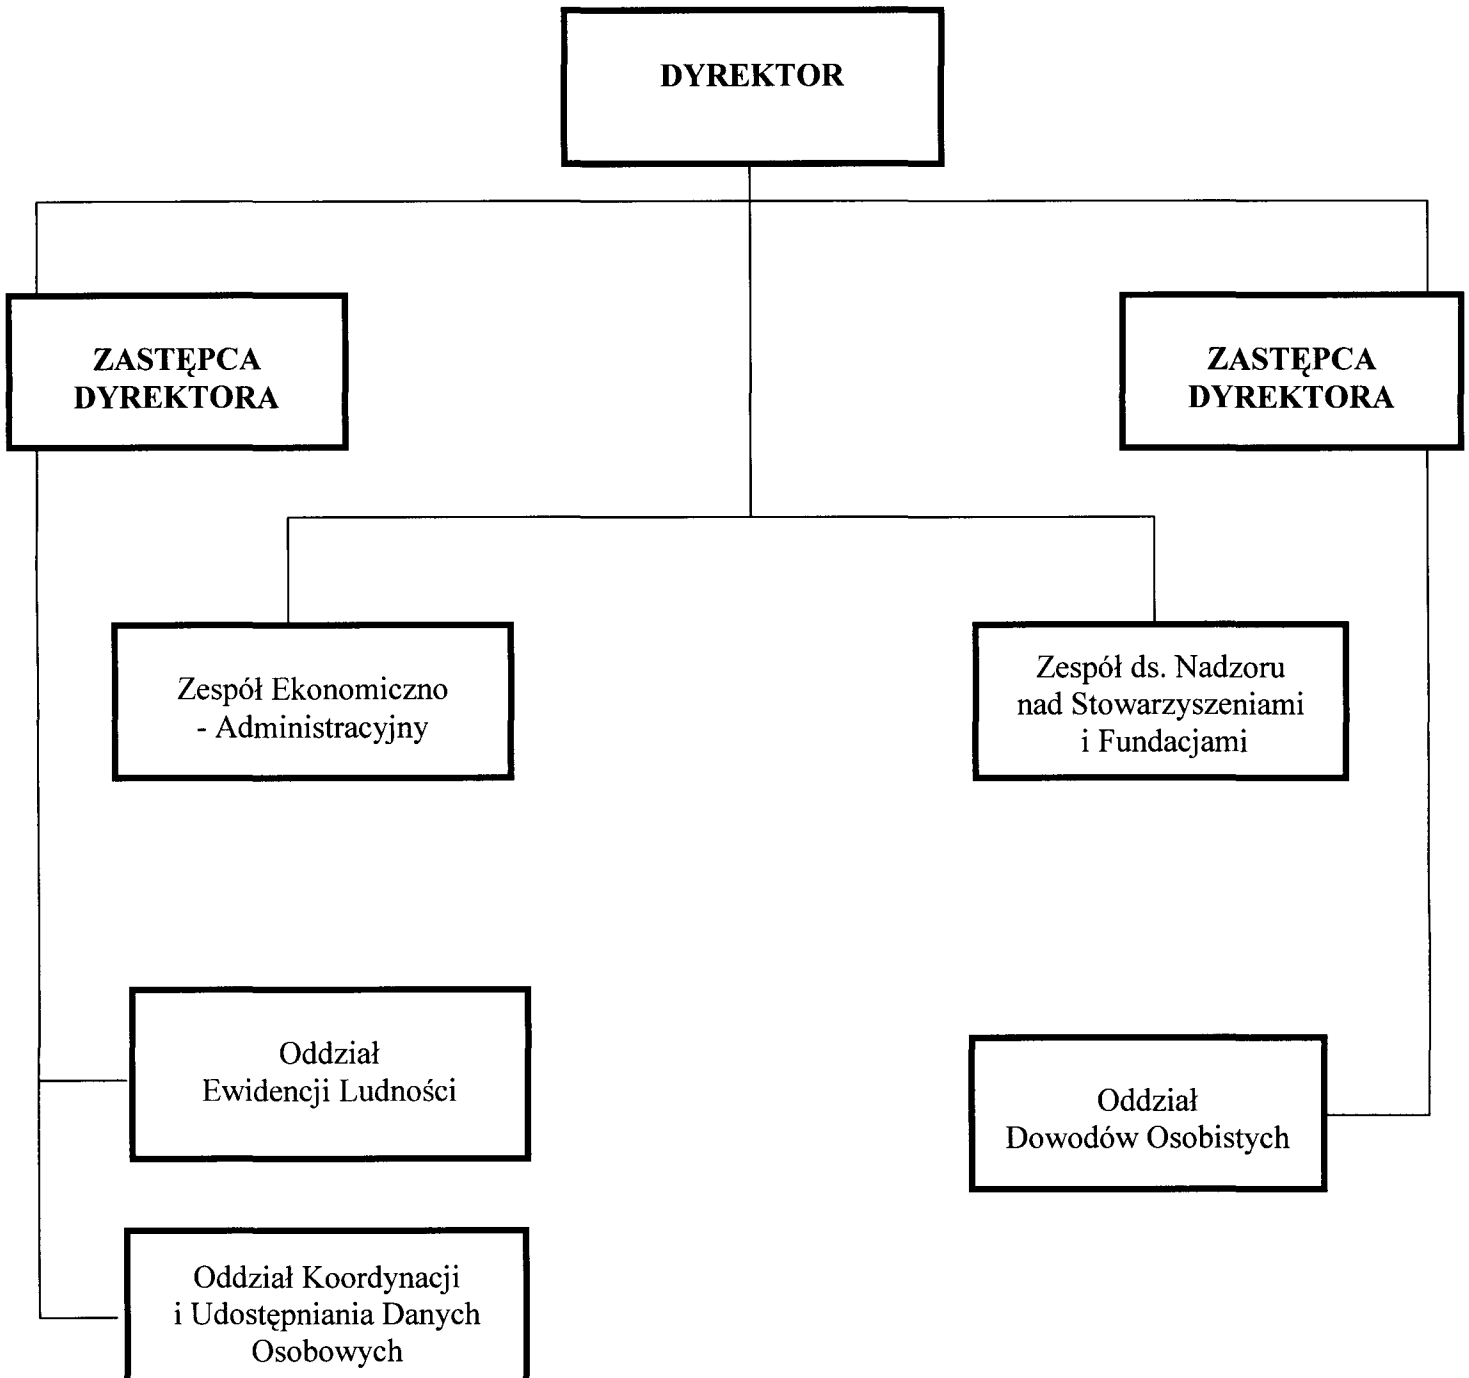 DYREKTOR
ZASTĘPCA
DYREKTORA
ZASTĘPCA
DYREKTORA
Zespół Ekonomiczno
- Administracyjny
Zespół ds. Nadzoru
nad Stowarzyszeniami
i Fundacjami
Oddział
Ewidencji Ludności
Oddział
Dowodów Osobistych
Oddział Koordynacji
i Udostępniania Danych
Osobowych